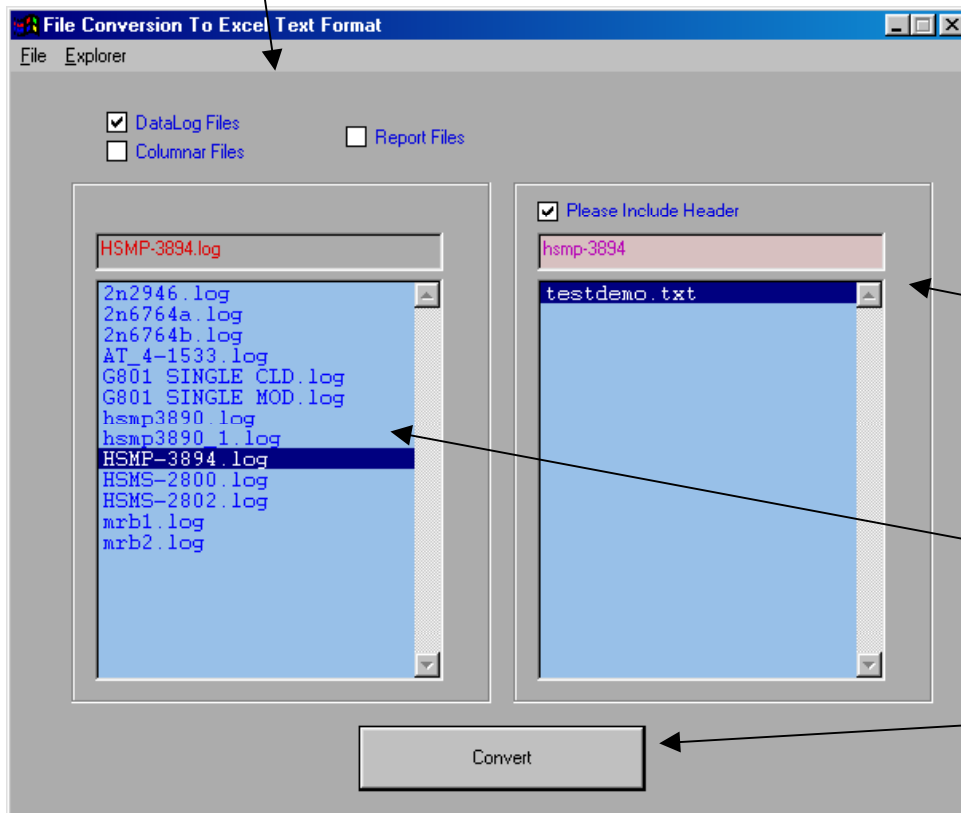 File Conversion To Excel Text Format
File Explorer
DataLog Files
Columnar Files
Report Files
Please Include Header
HSMP-3894.log
hsmp-3894
2n2946.log
2n6764a.log
2n6764b.log
AT_4-1533.log
G801 SINGLE CLD.log
G801 SINGLE MOD.log
hsmp3890.log
hsmp3890_1.log
HSMP-3894.log
HSMS-2800.log
HSMS-2802.log
mrb1.log
mrb2.log
testdemo.txt
Convert